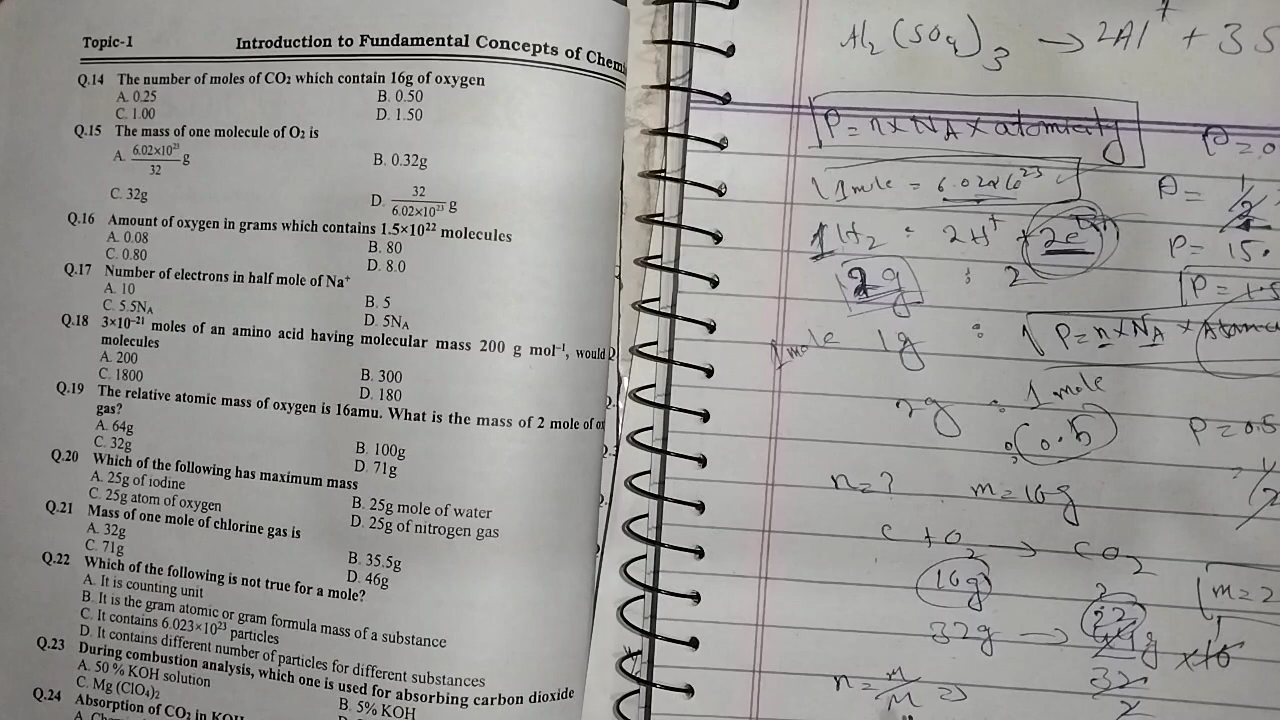 Topic-1 Introduction to Fundamental Concepts of Chem
Q.14 The number of moles of CO₂ which contain 16g of oxygen
A. 0.25 B. 0.50
C. 1.00 D. 1.50
Q.15 The mass of one molecule of O₂ is
A. 6.02×10²³/32 g B. 0.32g
C. 32g D. 32/6.02×10²³ g
Q.16 Amount of oxygen in grams which contains 1.5×10²² molecules
A. 0.08 B. 80
C. 0.80 D. 8.0
Q.17 Number of electrons in half mole of Na⁺
A. 10 B. 5
C. 5.5Nᴀ D. 5Nᴀ
Q.18 3×10⁻²¹ moles of an amino acid having molecular mass 200 g mol⁻¹, would
molecules
A. 200 B. 300
C. 1800 D. 180
Q.19 The relative atomic mass of oxygen is 16amu. What is the mass of 2 mole of
gas?
A. 64g B. 100g
C. 32g D. 71g
Q.20 Which of the following has maximum mass
A. 25g of iodine B. 25g mole of water
C. 25g atom of oxygen D. 25g of nitrogen gas
Q.21 Mass of one mole of chlorine gas is
A. 32g B. 35.5g
C. 71g D. 46g
Q.22 Which of the following is not true for a mole?
A. It is counting unit
B. It is the gram atomic or gram formula mass of a substance
C. It contains 6.023×10²³ particles
D. It contains different number of particles for different substances
Q.23 During combustion analysis, which one is used for absorbing carbon dioxide
A. 50 % KOH solution B. 5% KOH
C. Mg (ClO₄)₂
Q.24 Absorption of CO₂ in KOH
Al₂(SO₄)₃ → 2Al⁺ + 3S
P = n × Nᴀ × atomicity
1 mole = 6.02×10²³
1H₂ : 2H⁺ + 2e
2g : 2
P = 15.
1mole 1g : P = n × Nᴀ × Atomic
2g : 1 mole
: 0.5 P = 0.5
n = ? m = 16g
C + O₂ → CO₂
16g m = 2
32g →
n = m/M ⇒